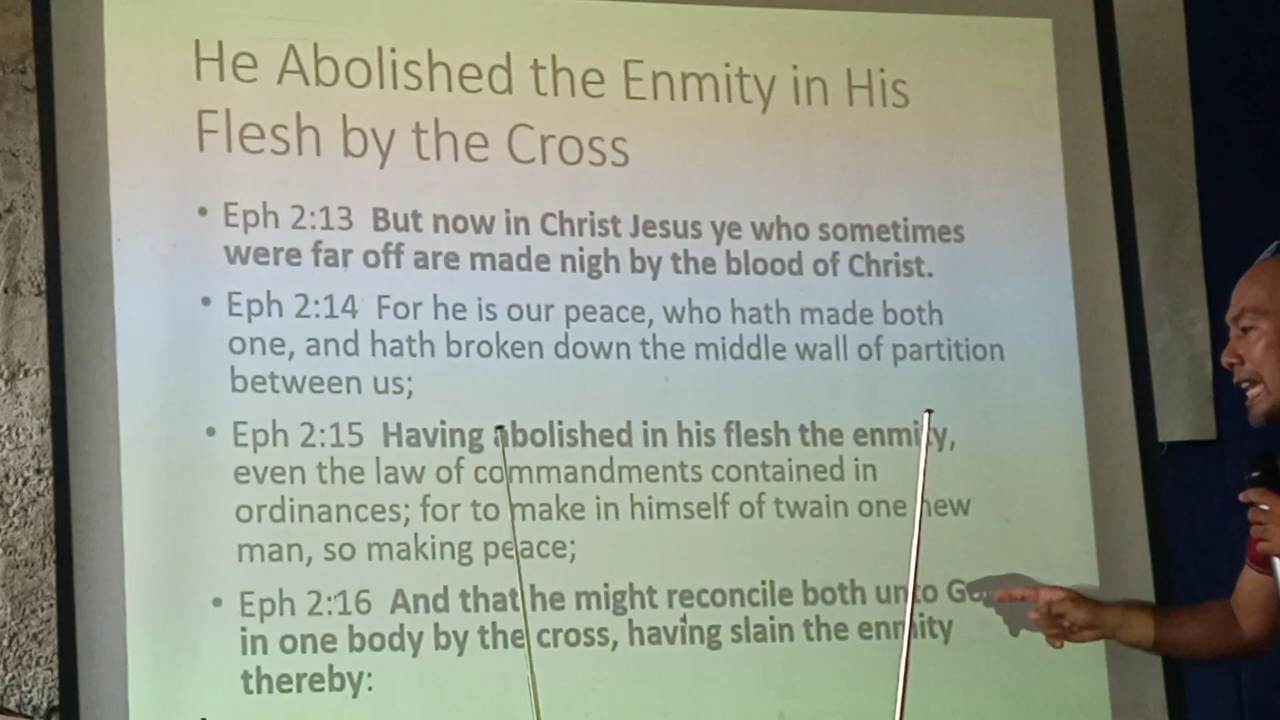 He Abolished the Enmity in His
Flesh by the Cross
• Eph 2:13 But now in Christ Jesus ye who sometimes
were far off are made nigh by the blood of Christ.
• Eph 2:14 For he is our peace, who hath made both
one, and hath broken down the middle wall of partition
between us;
• Eph 2:15 Having abolished in his flesh the enmity,
even the law of commandments contained in
ordinances; for to make in himself of twain one new
man, so making peace;
• Eph 2:16 And that he might reconcile both unto God
in one body by the cross, having slain the enmity
thereby: